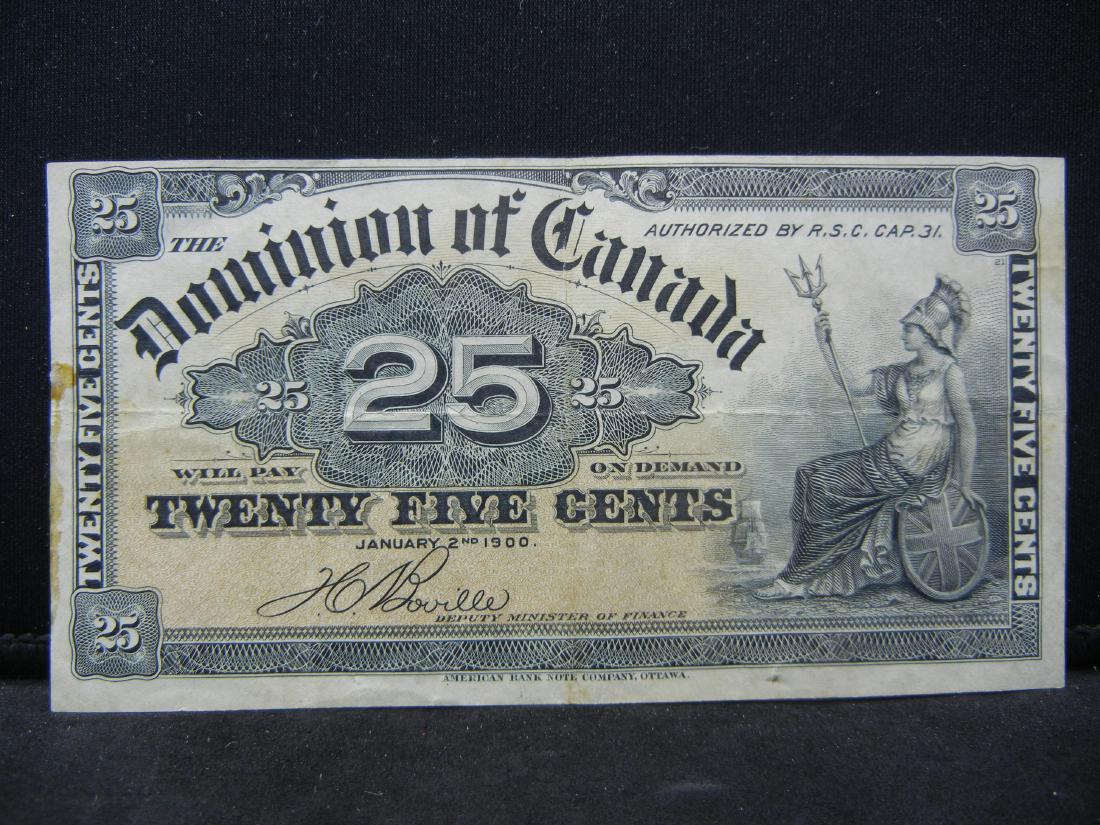 25
25
THE
Dominion of Canada
AUTHORIZED BY R.S.C. CAP. 31.
21
TWENTY FIVE CENTS
TWENTY FIVE CENTS
25
25
25
WILL PAY
ON DEMAND
TWENTY FIVE CENTS
JANUARY 2ND 1900.
H.C. Boville
DEPUTY MINISTER OF FINANCE
25
AMERICAN BANK NOTE COMPANY, OTTAWA.